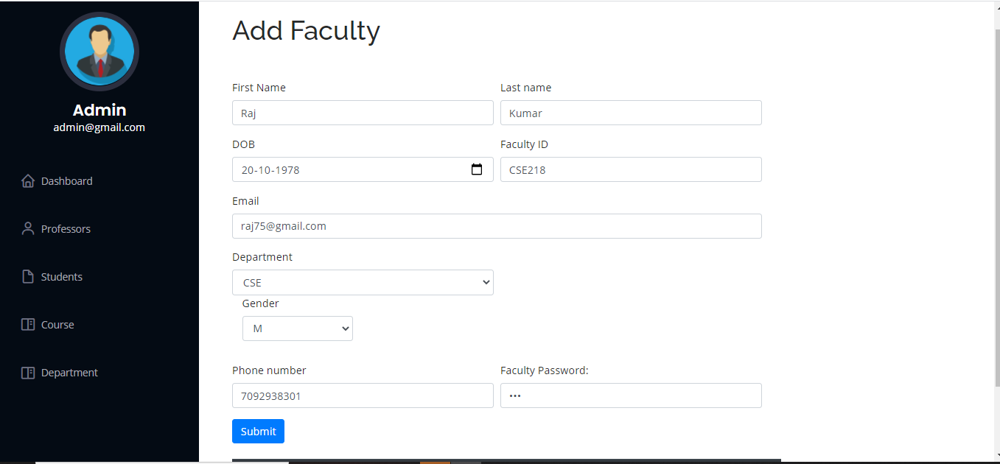 Admin
admin@gmail.com
Dashboard
Professors
Students
Course
Department
Add Faculty
First Name Last name
Raj Kumar
DOB Faculty ID
20-10-1978 CSE218
Email
raj75@gmail.com
Department
CSE
Gender
M
Phone number Faculty Password:
7092938301 •••
Submit